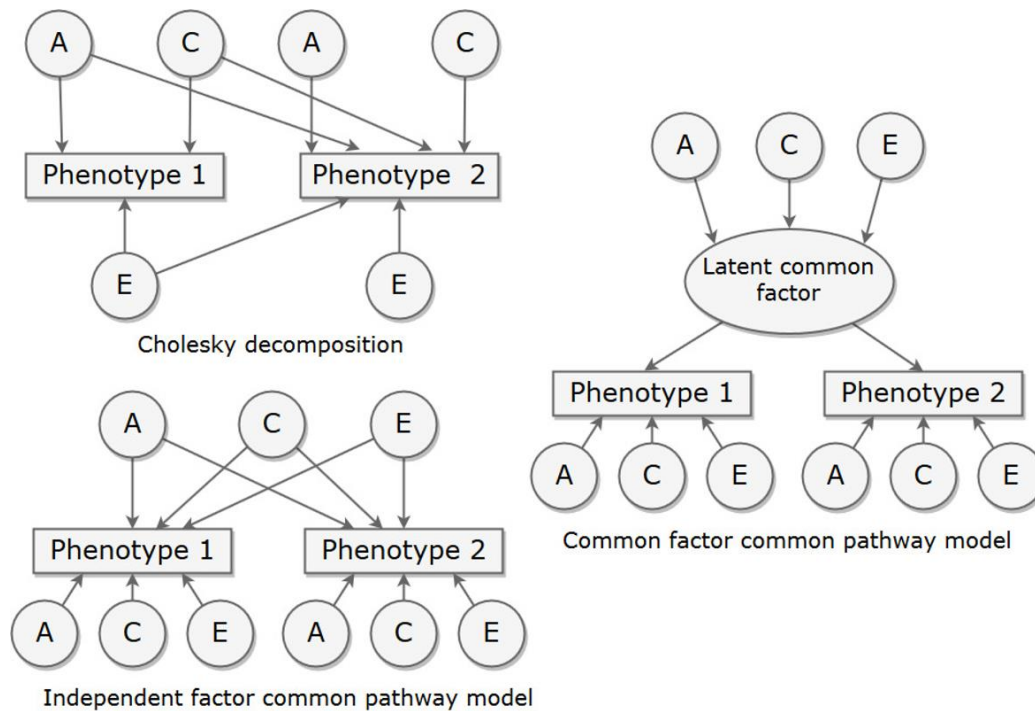 A C A C
Phenotype 1 Phenotype 2
E E
Cholesky decomposition
A C E
Phenotype 1 Phenotype 2
A C E A C E
Independent factor common pathway model
A C E
Latent common
factor
Phenotype 1 Phenotype 2
A C E A C E
Common factor common pathway model